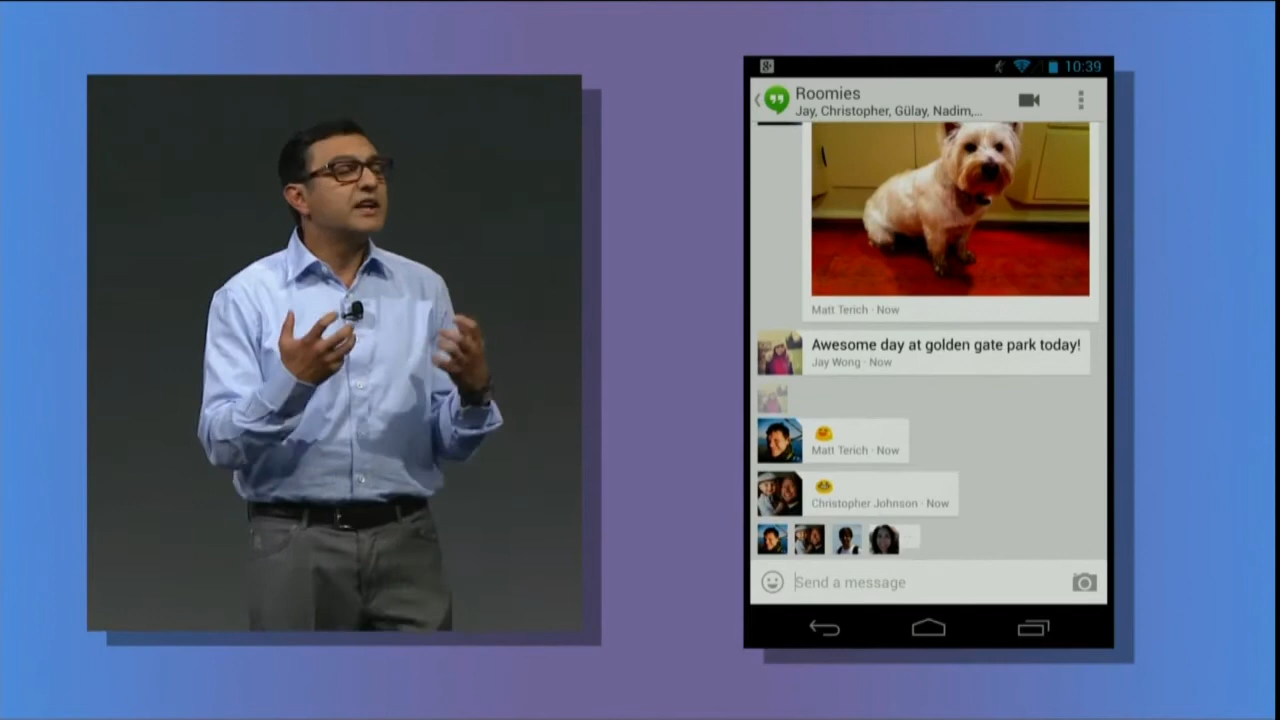 10:39
Roomies
Jay, Christopher, Gülay, Nadim,...
Matt Terich · Now
Awesome day at golden gate park today!
Jay Wong · Now
Matt Terich · Now
Christopher Johnson · Now
Send a message